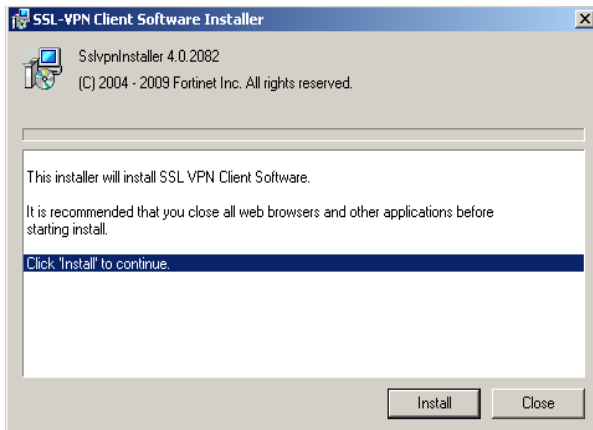 SSL-VPN Client Software Installer
SslvpnInstaller 4.0.2082
(C) 2004 - 2009 Fortinet Inc. All rights reserved.
This installer will install SSL VPN Client Software.
It is recommended that you close all web browsers and other applications before
starting install.
Click 'Install' to continue.
Install
Close